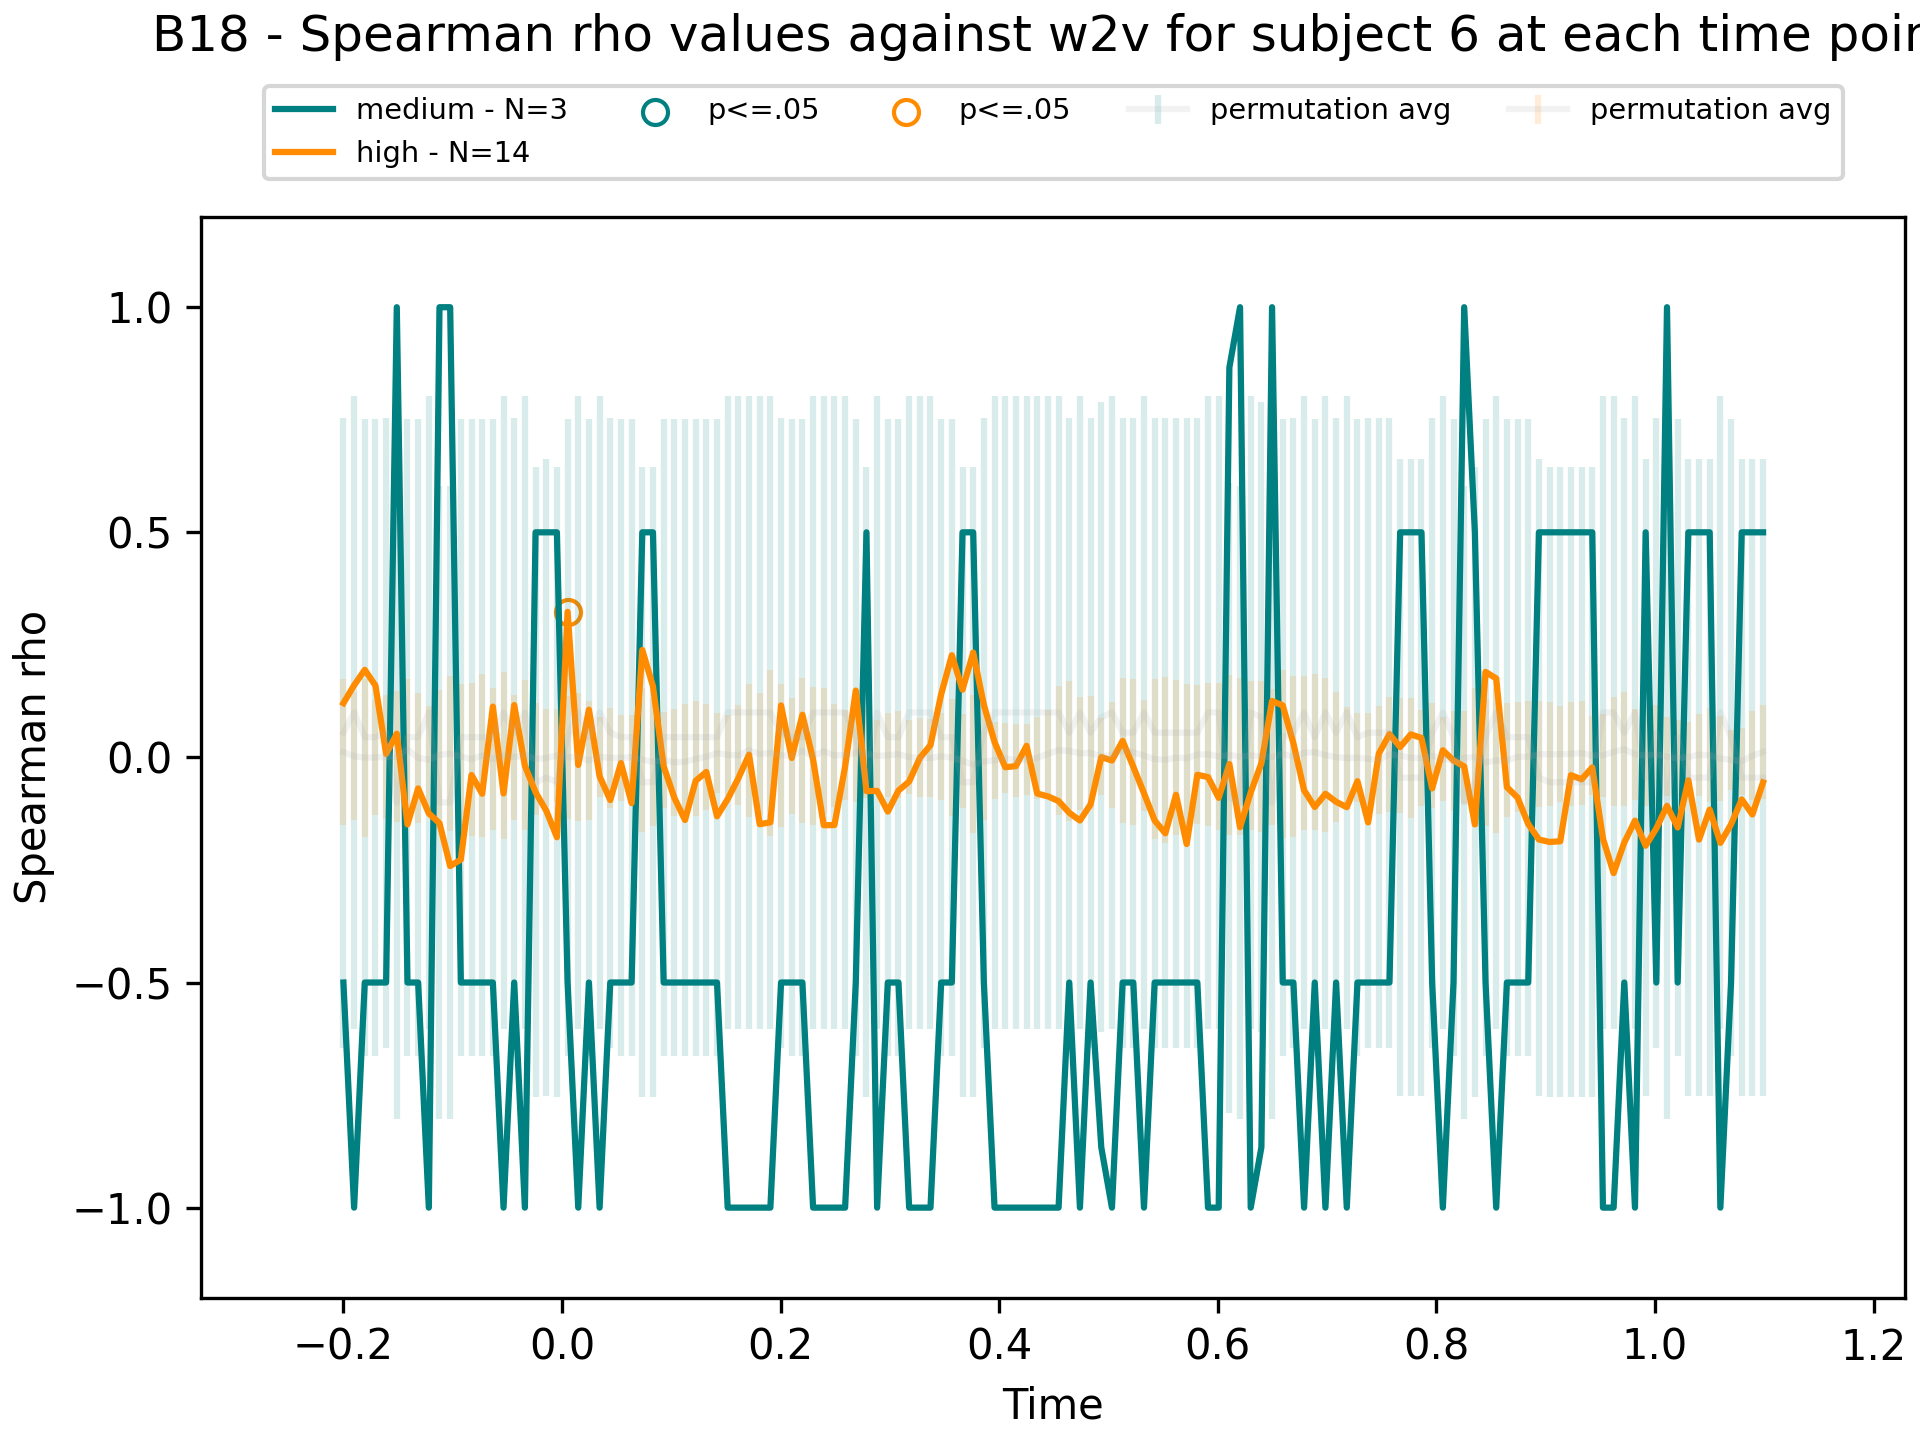 B18 - Spearman rho values against w2v for subject 6 at each time poin
medium - N=3 p<=.05 p<=.05 permutation avg permutation avg
high - N=14
1.0
0.5
0.0
−0.5
−1.0
Spearman rho
−0.2 0.0 0.2 0.4 0.6 0.8 1.0 1.2
Time